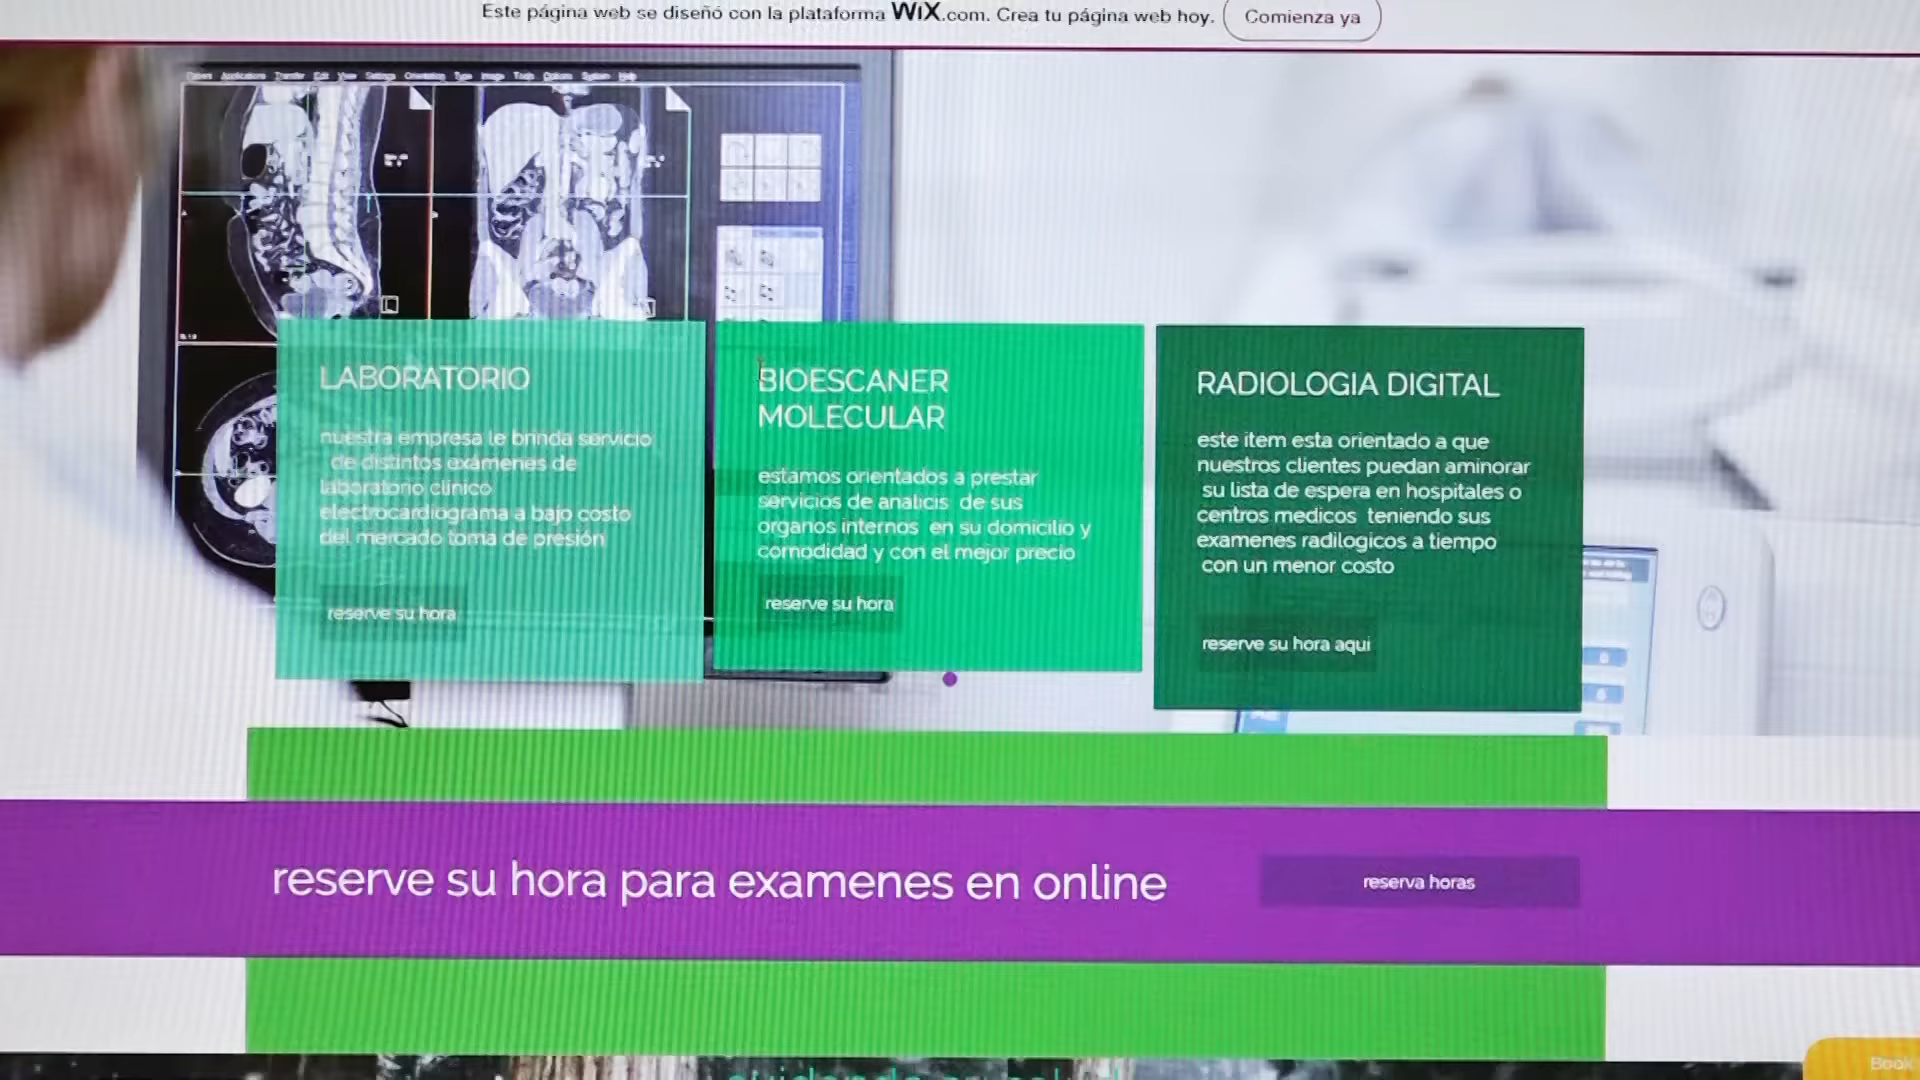 Este página web se diseñó con la plataforma WiX.com. Crea tu página web hoy.
Comienza ya
LABORATORIO
nuestra empresa le brinda servicio
de distintos exámenes de
laboratorio clinico
electrocardiograma a bajo costo
del mercado toma de presión
reserve su hora
BIOESCANER
MOLECULAR
estamos orientados a prestar
servicios de analicis de sus
organos internos en su domicilio y
comodidad y con el mejor precio
reserve su hora
RADIOLOGIA DIGITAL
este item esta orientado a que
nuestros clientes puedan aminorar
su lista de espera en hospitales o
centros medicos teniendo sus
examenes radilogicos a tiempo
con un menor costo
reserve su hora aqui
reserve su hora para examenes en online
reserva horas
Book